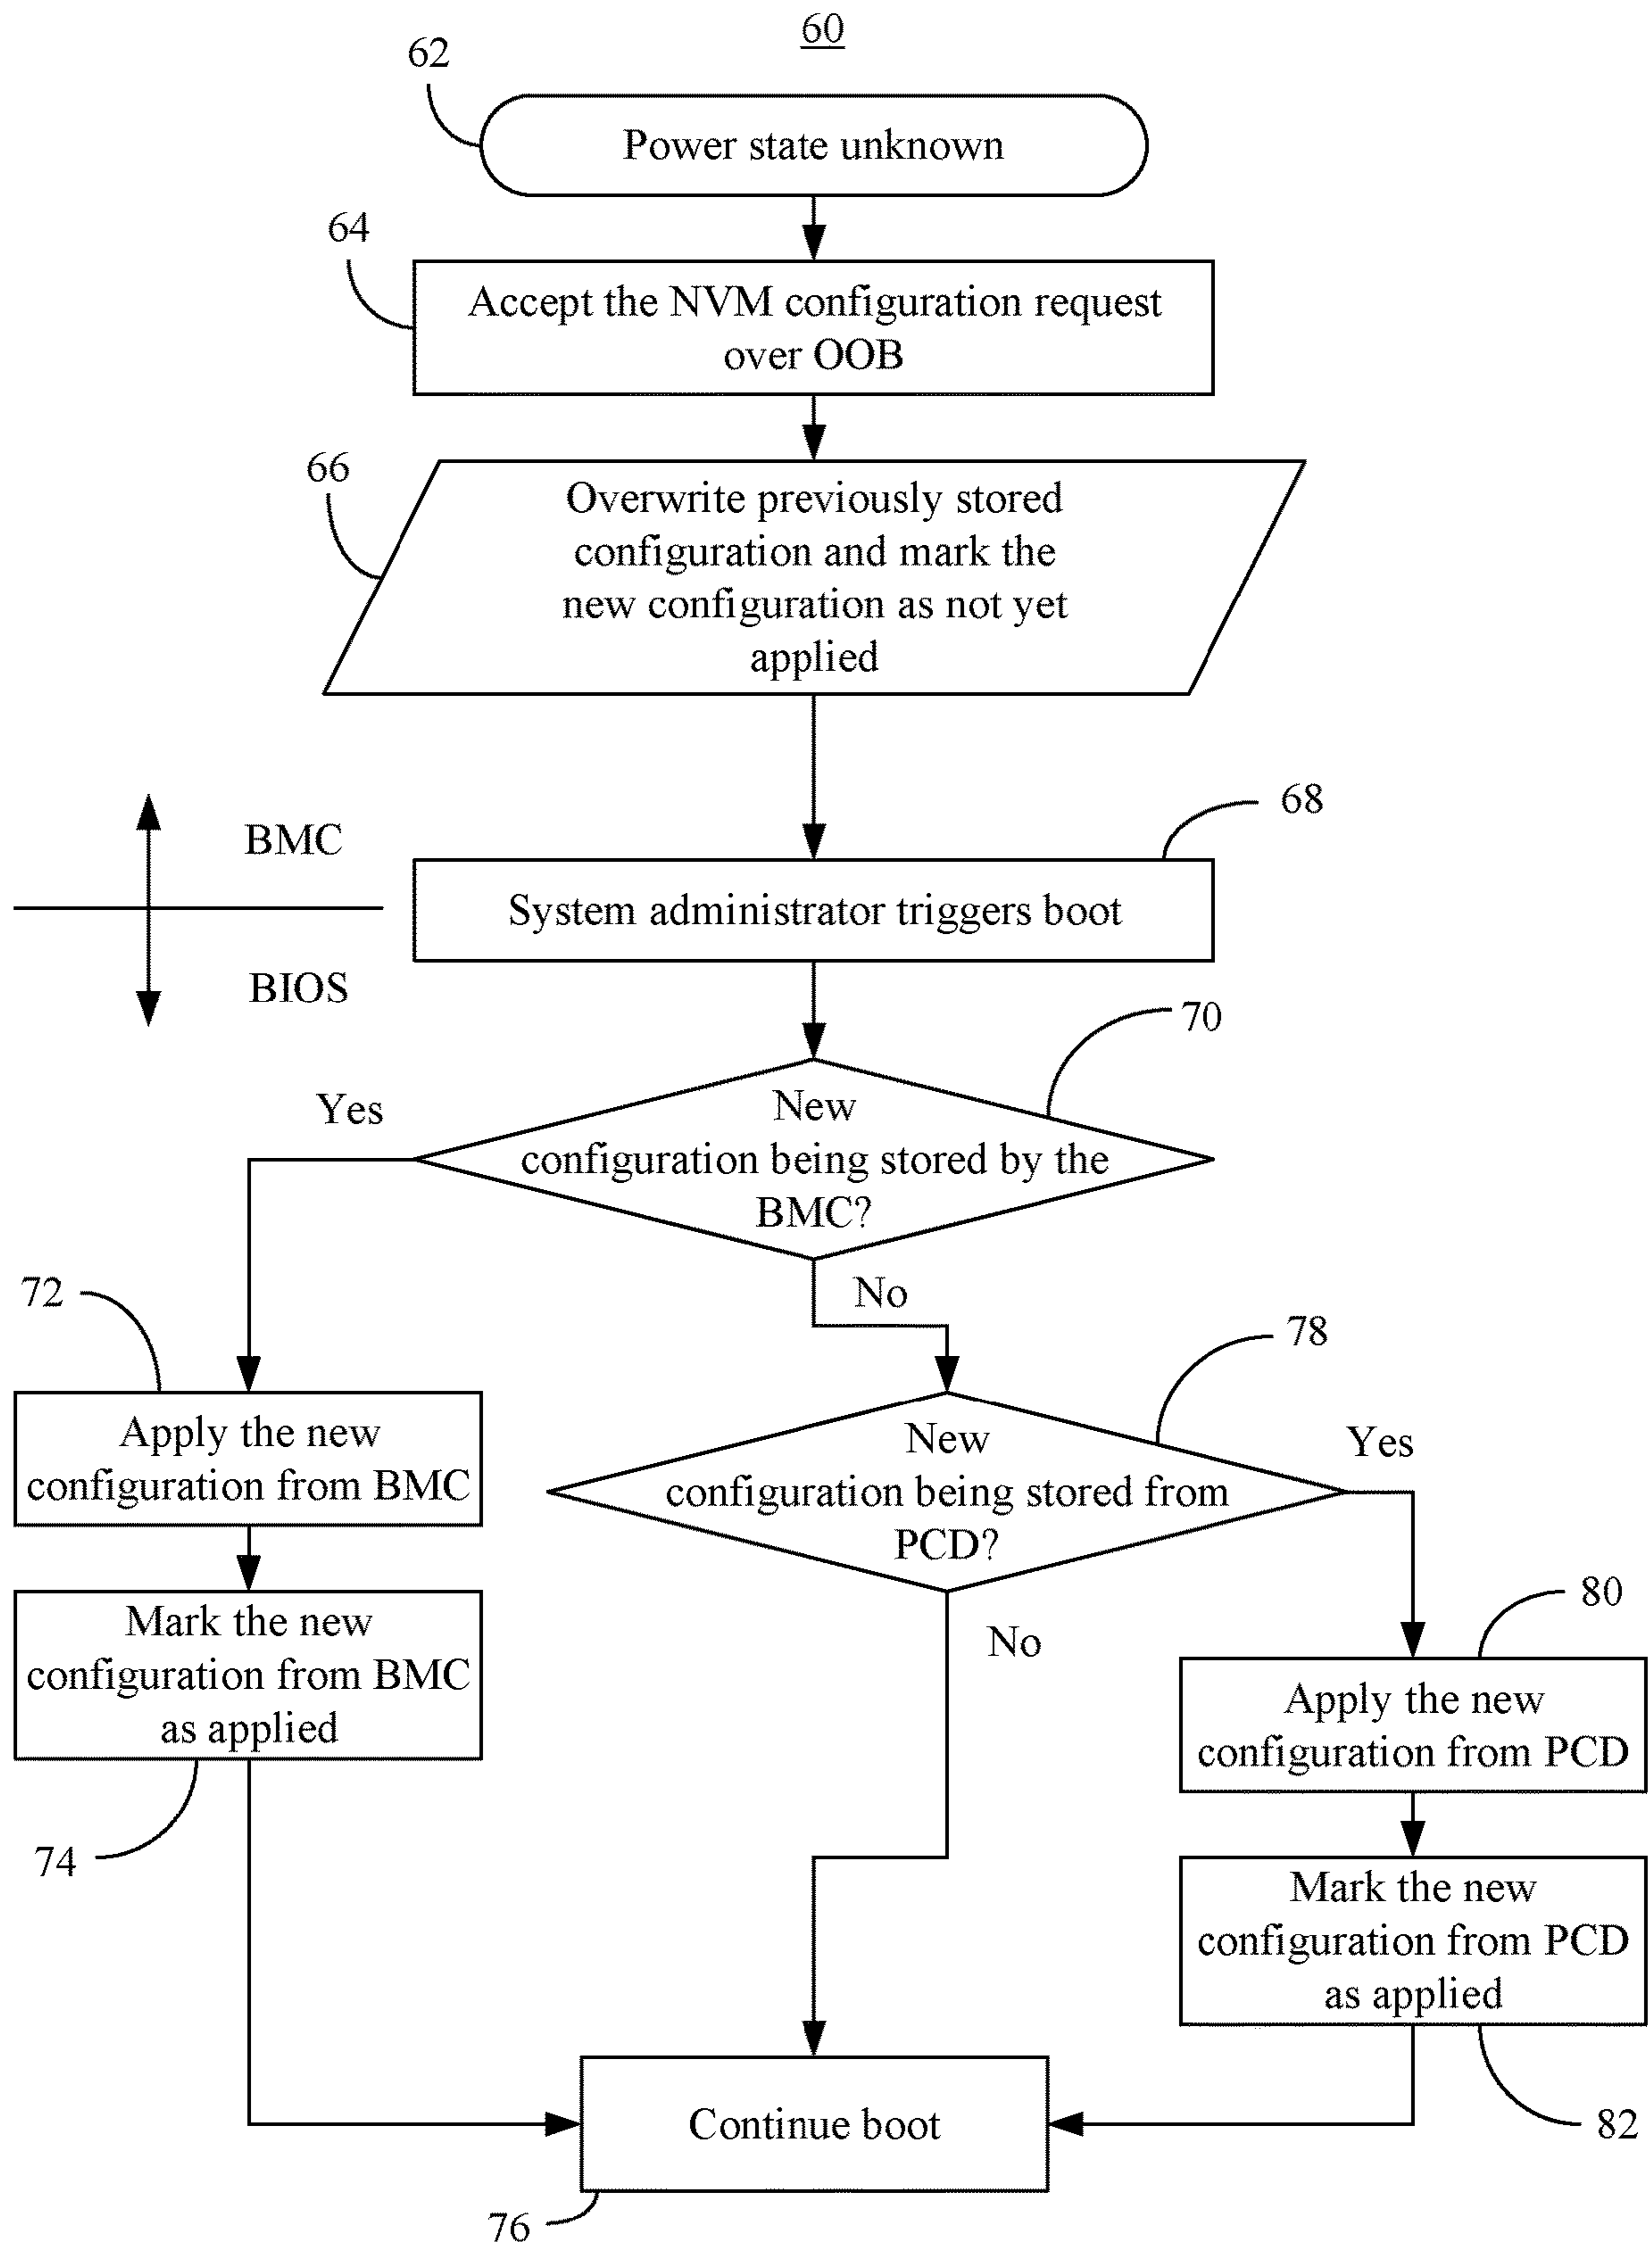 60
62
Power state unknown
64
Accept the NVM configuration request
over OOB
66
Overwrite previously stored
configuration and mark the
new configuration as not yet
applied
68
BMC
System administrator triggers boot
BIOS
70
Yes
New
configuration being stored by the
BMC?
No
72
78
Apply the new
configuration from BMC
New
configuration being stored from
PCD?
Yes
Mark the new
configuration from BMC
as applied
No
80
Apply the new
configuration from PCD
74
Mark the new
configuration from PCD
as applied
Continue boot
82
76